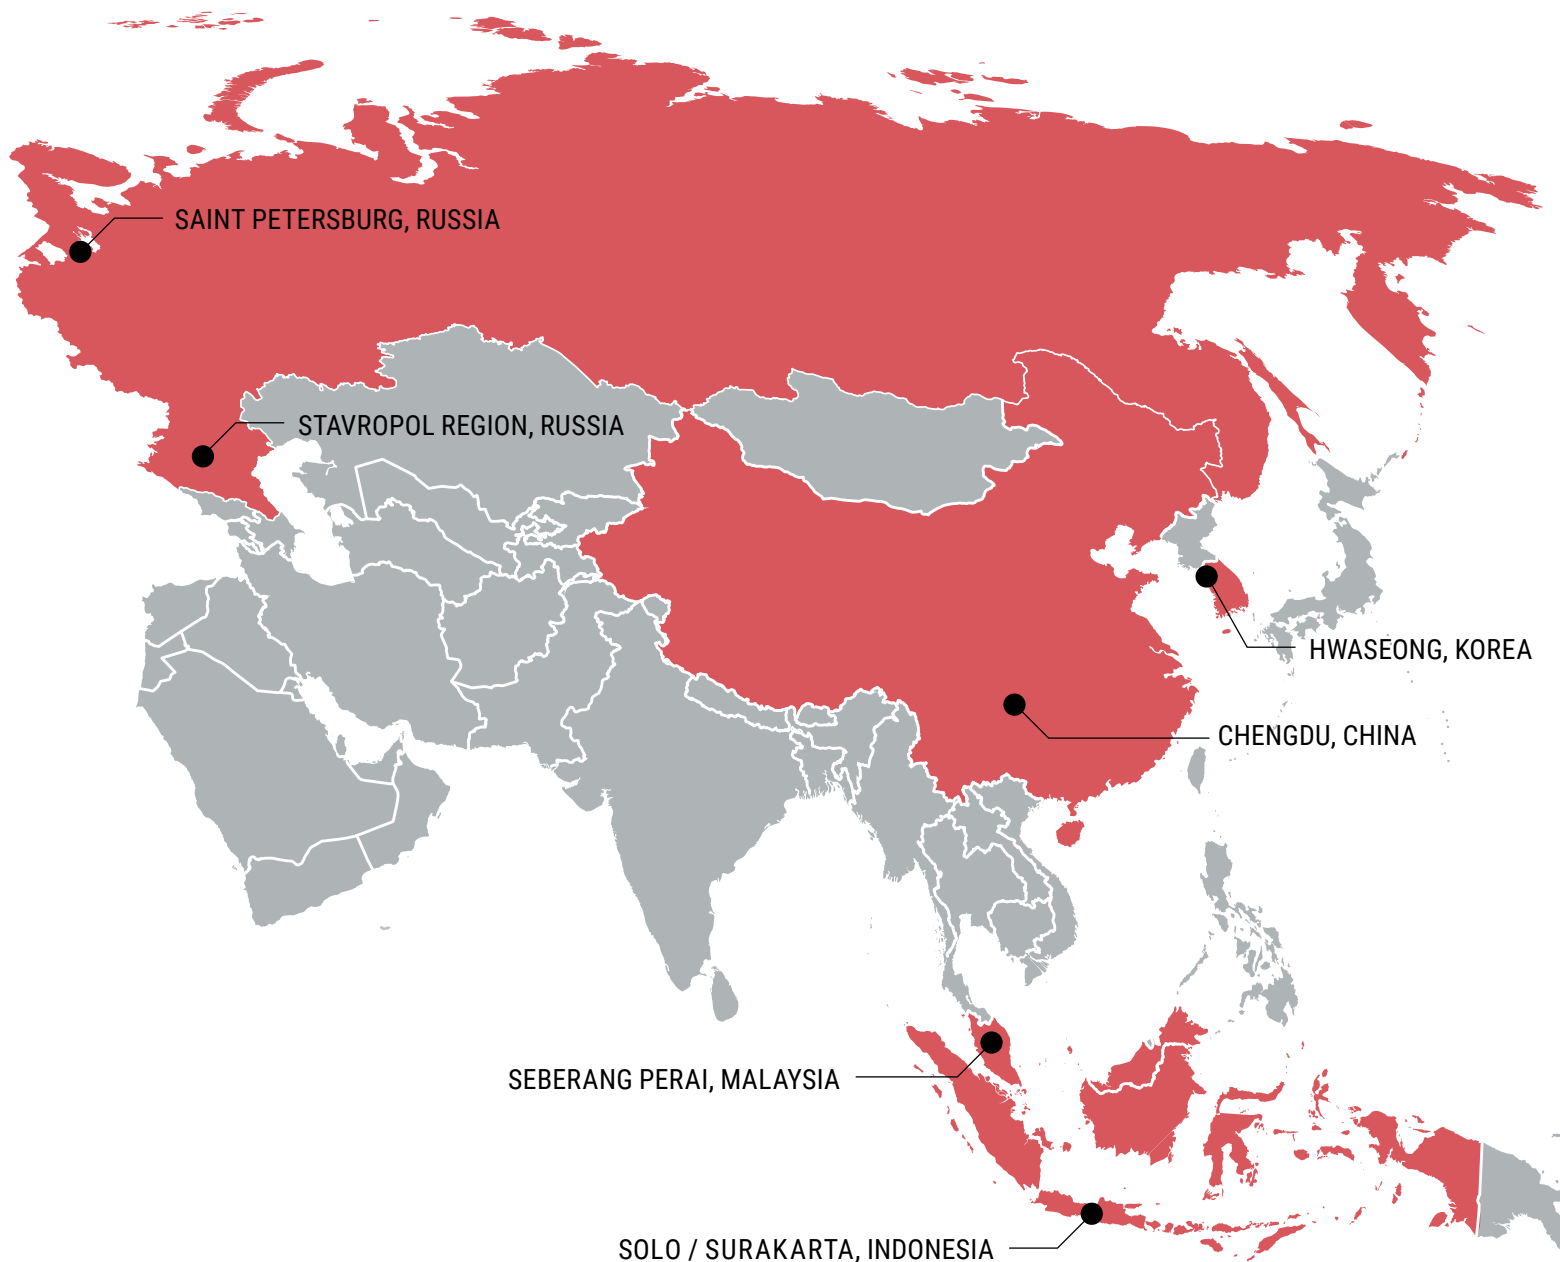 SAINT PETERSBURG, RUSSIA
STAVROPOL REGION, RUSSIA
HWASEONG, KOREA
CHENGDU, CHINA
SEBERANG PERAI, MALAYSIA
SOLO / SURAKARTA, INDONESIA